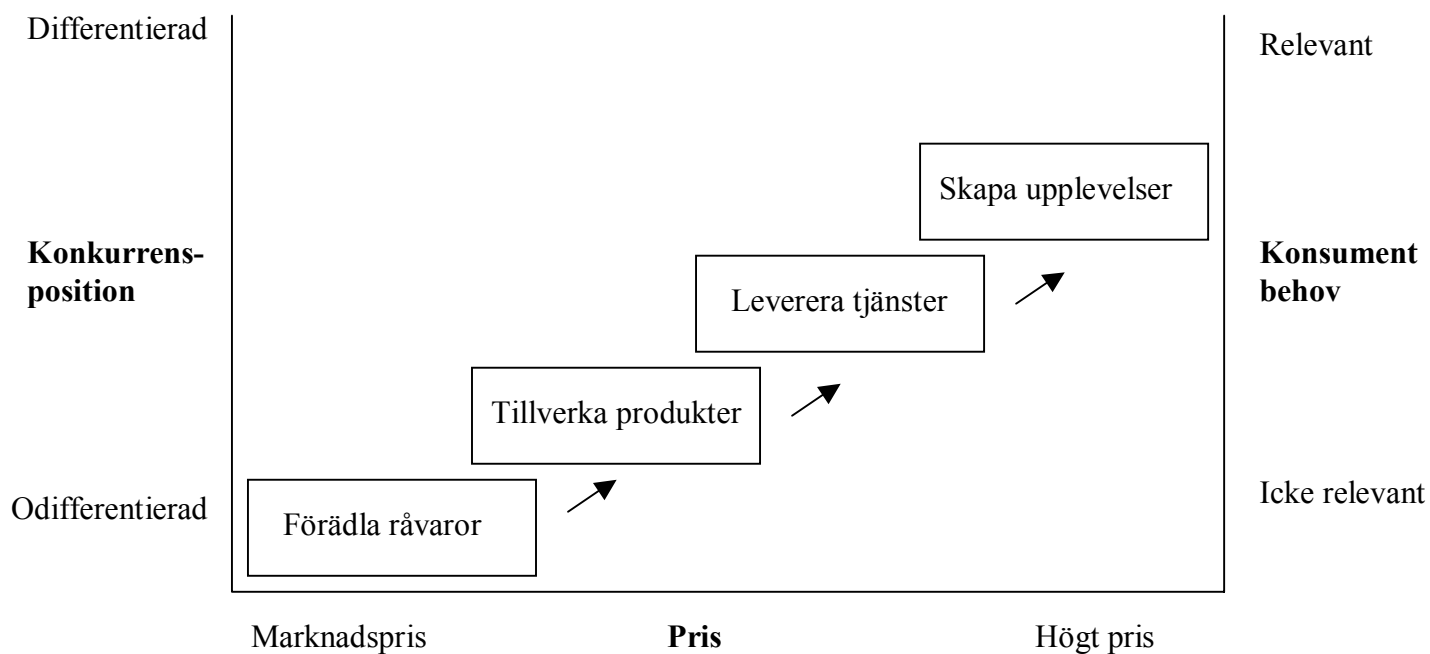 Differentierad
Relevant
Skapa upplevelser
Konkurrens-
position
Konsument
behov
Leverera tjänster
Tillverka produkter
Odifferentierad
Icke relevant
Förädla råvaror
Marknadspris
Pris
Högt pris